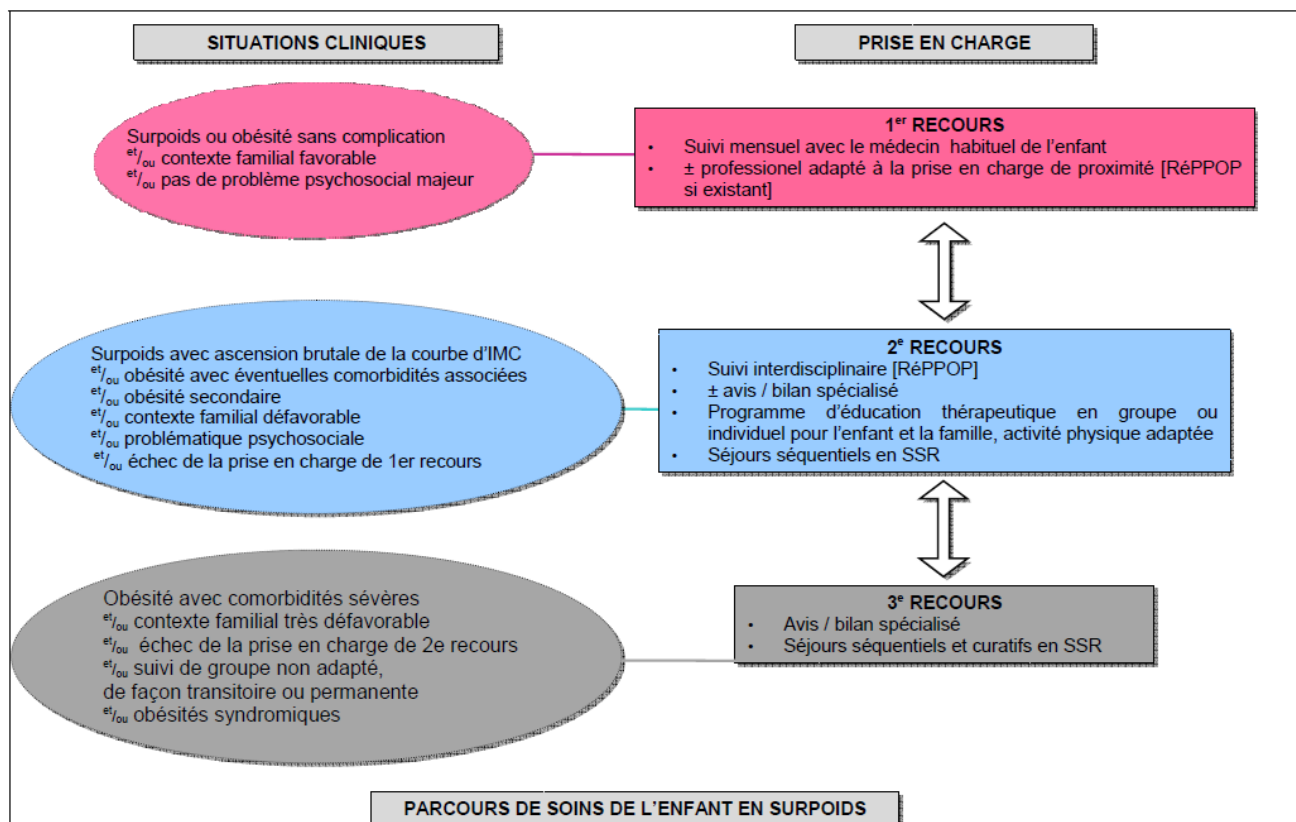 SITUATIONS CLINIQUES
PRISE EN CHARGE
Surpoids ou obésité sans complication
et/ou contexte familial favorable
et/ou pas de problème psychosocial majeur
1er RECOURS
• Suivi mensuel avec le médecin habituel de l'enfant
• ± professionel adapté à la prise en charge de proximité [RéPPOP
si existant]
Surpoids avec ascension brutale de la courbe d'IMC
et/ou obésité avec éventuelles comorbidités associées
et/ou obésité secondaire
et/ou contexte familial défavorable
et/ou problématique psychosociale
et/ou échec de la prise en charge de 1er recours
2e RECOURS
• Suivi interdisciplinaire [RéPPOP]
• ± avis / bilan spécialisé
• Programme d'éducation thérapeutique en groupe ou
individuel pour l'enfant et la famille, activité physique adaptée
• Séjours séquentiels en SSR
Obésité avec comorbidités sévères
et/ou contexte familial très défavorable
et/ou échec de la prise en charge de 2e recours
et/ou suivi de groupe non adapté,
de façon transitoire ou permanente
et/ou obésités syndromiques
3e RECOURS
• Avis / bilan spécialisé
• Séjours séquentiels et curatifs en SSR
PARCOURS DE SOINS DE L'ENFANT EN SURPOIDS